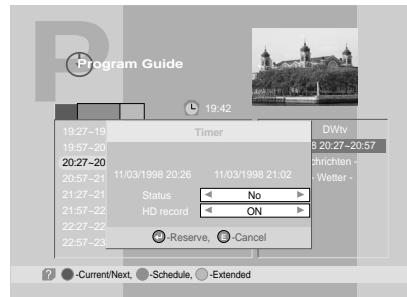 Program Guide
19:42
19:27~19
Timer
DWtv
19:57~20
8 20:27~20:57
20:27~20
chrichten -
20:57~21
11/03/1998 20:26
11/03/1998 21:02
- Wetter -
21:27~21
Status
No
21:57~22
HD record
ON
22:27~22
-Reserve,
-Cancel
22:57~23
? -Current/Next, -Schedule, -Extended